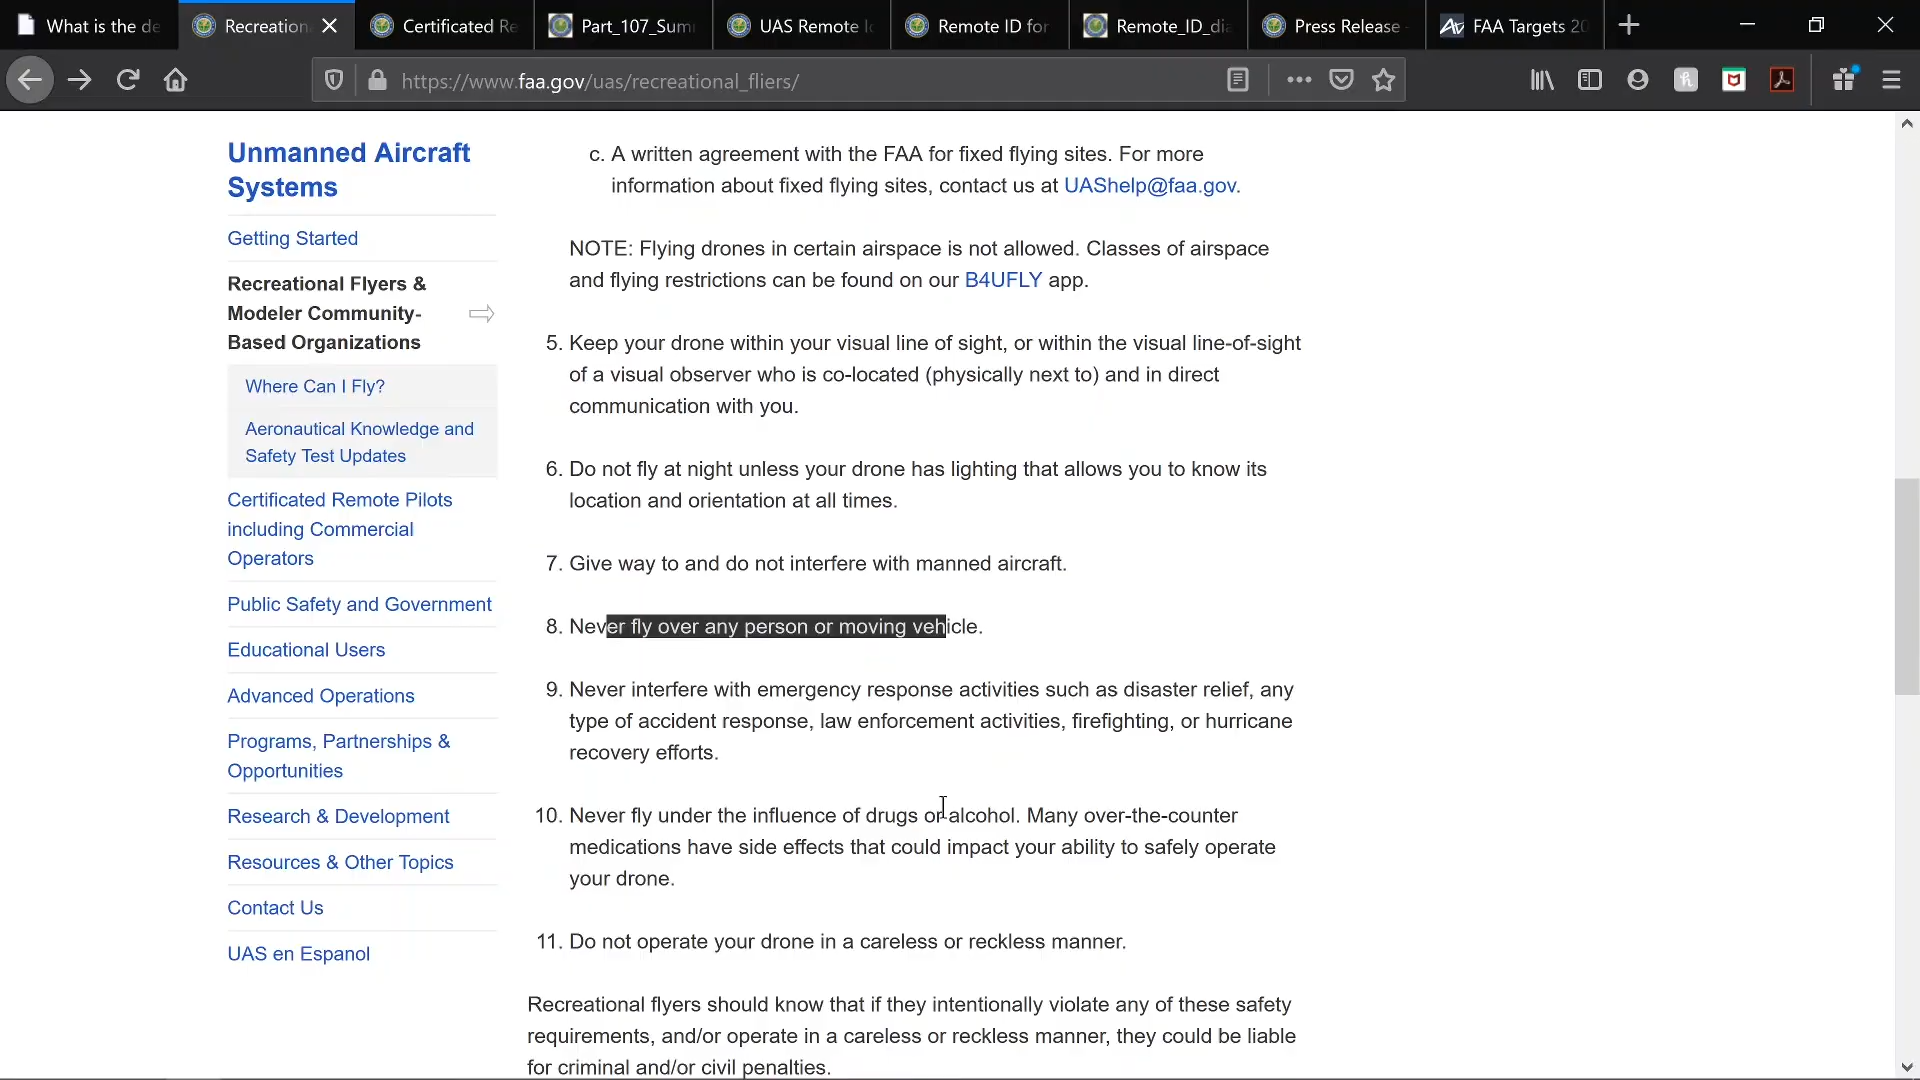 What is the de
Recreation
Certificated Re
Part_107_Sum
UAS Remote Ic
Remote ID for
Remote_ID_di
Press Release -
FAA Targets 20
https://www.faa.gov/uas/recreational_fliers/
Unmanned Aircraft
Systems
Getting Started
Recreational Flyers &
Modeler Community-
Based Organizations
Where Can I Fly?
Aeronautical Knowledge and
Safety Test Updates
Certificated Remote Pilots
including Commercial
Operators
Public Safety and Government
Educational Users
Advanced Operations
Programs, Partnerships &
Opportunities
Research & Development
Resources & Other Topics
Contact Us
UAS en Espanol
c. A written agreement with the FAA for fixed flying sites. For more
information about fixed flying sites, contact us at UAShelp@faa.gov.
NOTE: Flying drones in certain airspace is not allowed. Classes of airspace
and flying restrictions can be found on our B4UFLY app.
5. Keep your drone within your visual line of sight, or within the visual line-of-sight
of a visual observer who is co-located (physically next to) and in direct
communication with you.
6. Do not fly at night unless your drone has lighting that allows you to know its
location and orientation at all times.
7. Give way to and do not interfere with manned aircraft.
8. Never fly over any person or moving vehicle.
9. Never interfere with emergency response activities such as disaster relief, any
type of accident response, law enforcement activities, firefighting, or hurricane
recovery efforts.
10. Never fly under the influence of drugs or alcohol. Many over-the-counter
medications have side effects that could impact your ability to safely operate
your drone.
11. Do not operate your drone in a careless or reckless manner.
Recreational flyers should know that if they intentionally violate any of these safety
requirements, and/or operate in a careless or reckless manner, they could be liable
for criminal and/or civil penalties.